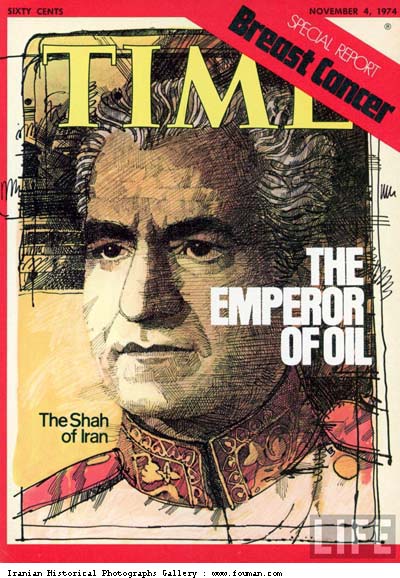 SIXTY CENTS
NOVEMBER 4, 1974
SPECIAL REPORT
Breast Cancer
TIME
®
THE
EMPEROR
OF OIL
The Shah
of Iran
LIFE
Iranian Historical Photographs Gallery : www.fouman.com